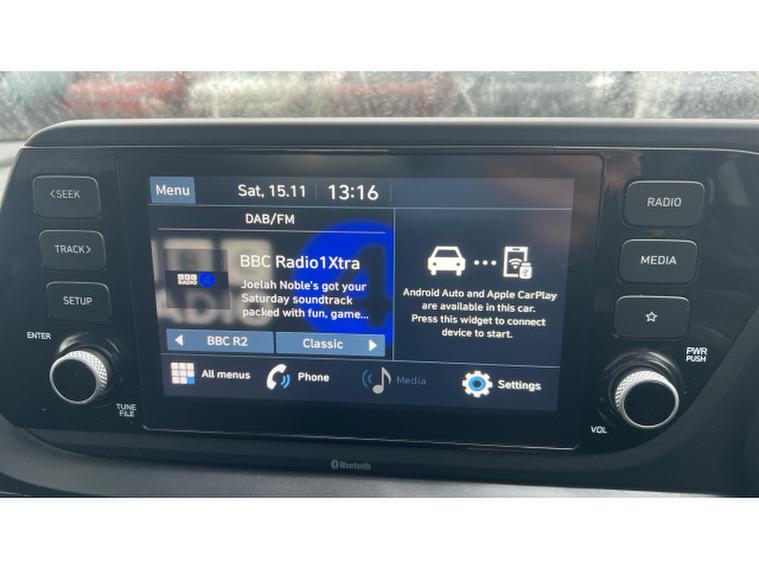 <SEEK
TRACK>
SETUP
ENTER
TUNE
FILE
Menu
Sat, 15.11
13:16
DAB/FM
BBC
RADIO 4
BBC Radio1Xtra
Joelah Noble's got your
Saturday soundtrack
packed with fun, game...
BBC R2
Classic
Android Auto and Apple CarPlay
are available in this car.
Press this widget to connect
device to start.
All menus
Phone
Media
Settings
RADIO
MEDIA
PWR
PUSH
VOL
Bluetooth